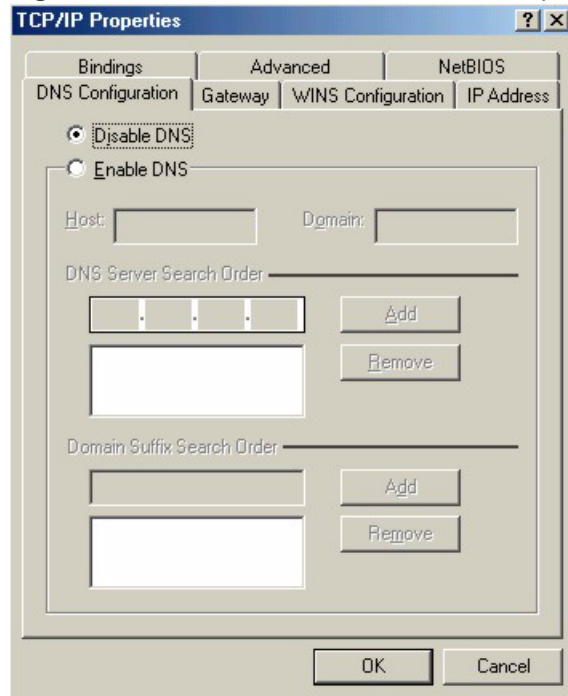 TCP/IP Properties
Bindings Advanced NetBIOS
DNS Configuration Gateway WINS Configuration IP Address
Disable DNS
Enable DNS
Host: Domain:
DNS Server Search Order
. . . Add
Remove
Domain Suffix Search Order
Add
Remove
OK Cancel